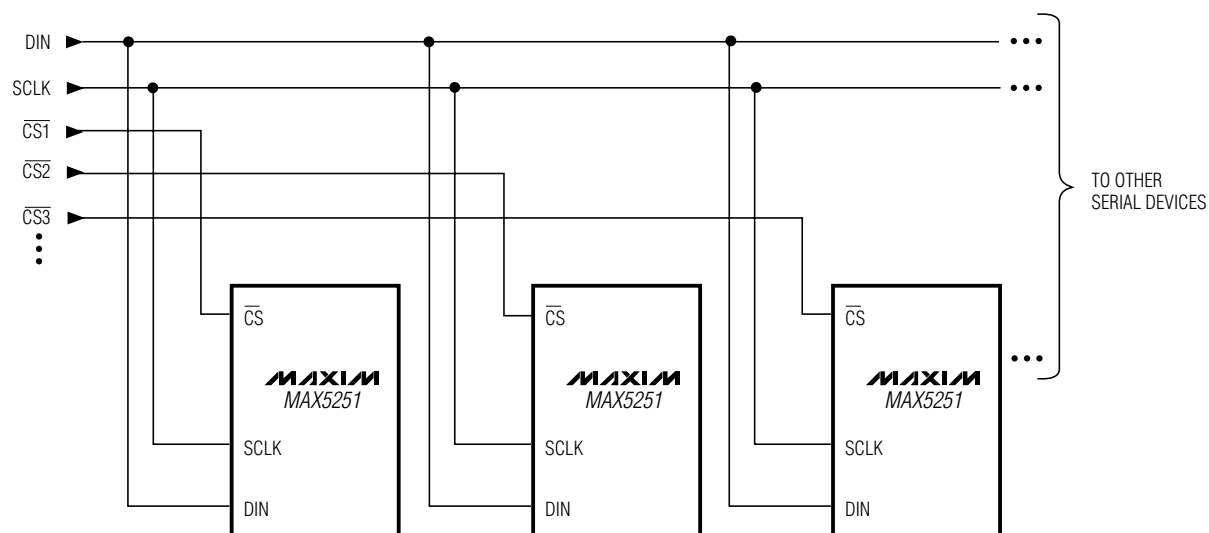 DIN
SCLK
CS1
CS2
CS3
TO OTHER
SERIAL DEVICES
CS
MAXIM
MAX5251
SCLK
DIN
CS
MAXIM
MAX5251
SCLK
DIN
CS
MAXIM
MAX5251
SCLK
DIN